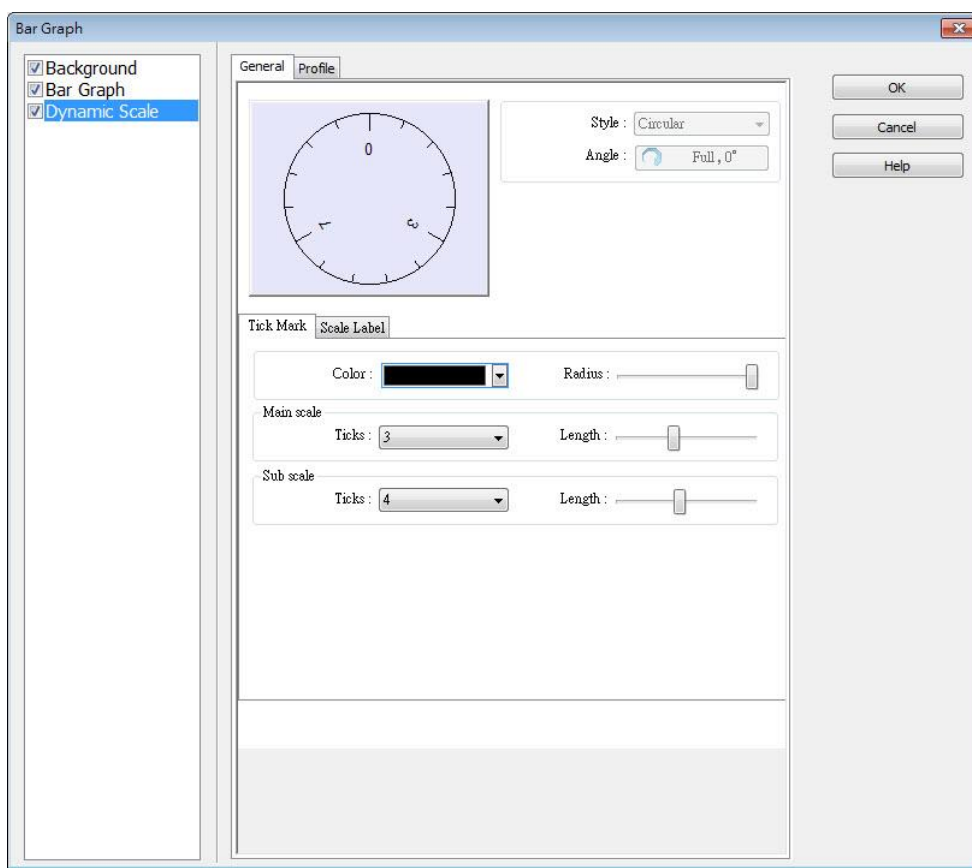 Bar Graph
Background
Bar Graph
Dynamic Scale
General Profile
0
3
7
Style : Circular
Angle : Full , 0°
OK
Cancel
Help
Tick Mark Scale Label
Color : Radius :
Main scale
Ticks : 3 Length :
Sub scale
Ticks : 4 Length :